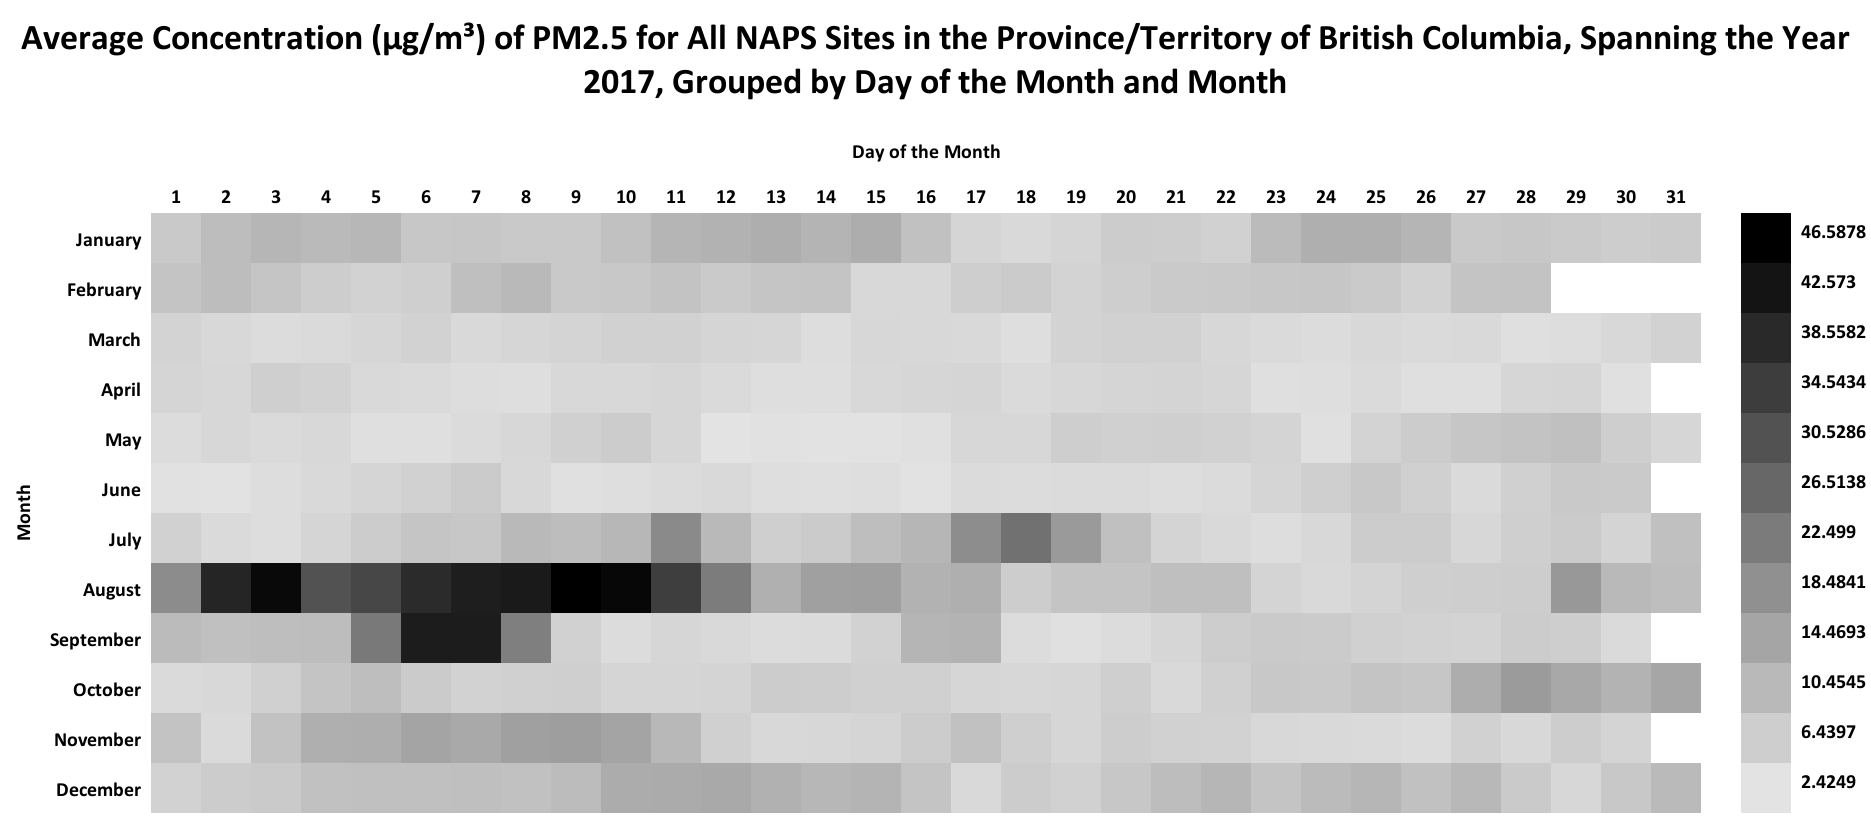 Average Concentration (µg/m³) of PM2.5 for All NAPS Sites in the Province/Territory of British Columbia, Spanning the Year
2017, Grouped by Day of the Month and Month
Day of the Month
1 2 3 4 5 6 7 8 9 10 11 12 13 14 15 16 17 18 19 20 21 22 23 24 25 26 27 28 29 30 31
Month
January
February
March
April
May
June
July
August
September
October
November
December
46.5878
42.573
38.5582
34.5434
30.5286
26.5138
22.499
18.4841
14.4693
10.4545
6.4397
2.4249